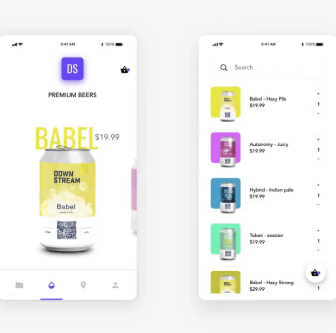 9:41 AM
100%
DS
PREMIUM BEERS
BABEL
$19.99
DOWN
STREAM
Babel
9:41 AM
100%
Search
Babel - Hazy Pils
$19.99
Autonomy - Juicy
$19.99
Hybrid - Indian pale
$19.99
Token - session
$19.99
Babel - Hazy Strong
$29.99